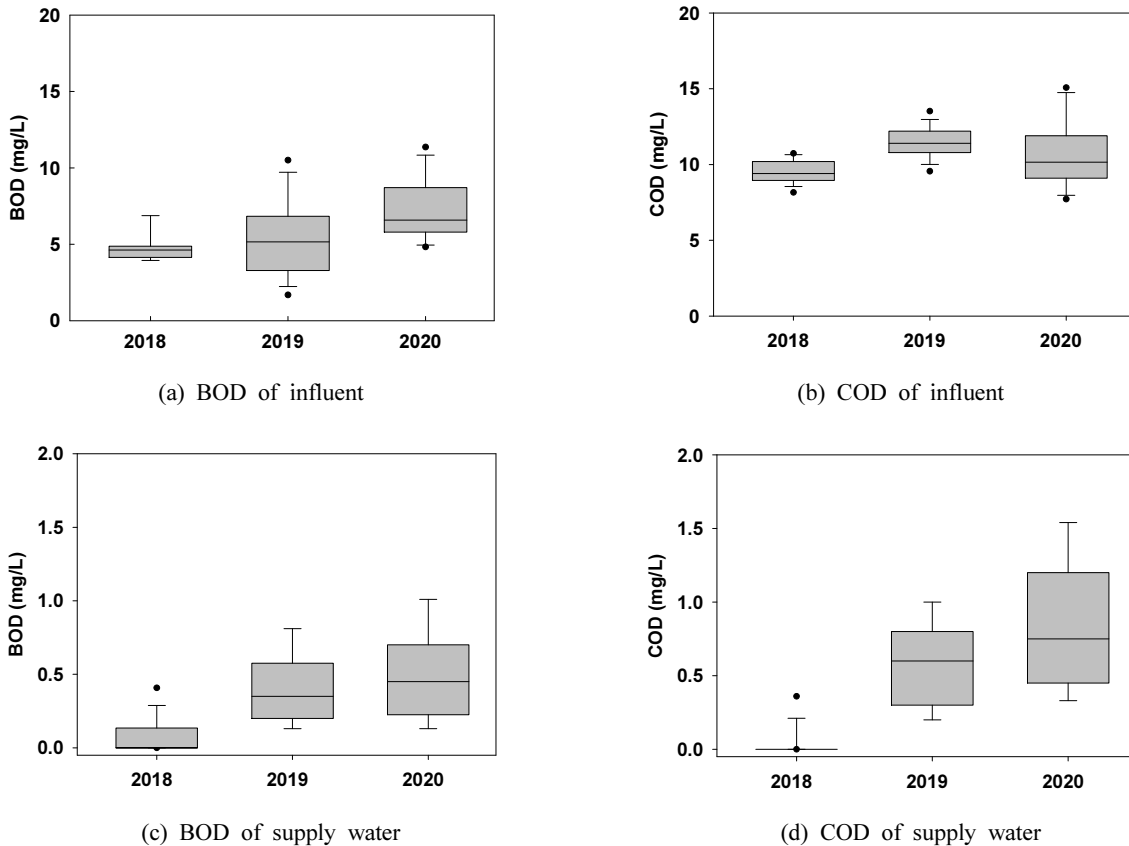 20
15
10
5
0
BOD (mg/L)
2018 2019 2020
(a) BOD of influent
20
15
10
5
0
COD (mg/L)
2018 2019 2020
(b) COD of influent
2.0
1.5
1.0
0.5
0.0
BOD (mg/L)
2018 2019 2020
(c) BOD of supply water
2.0
1.5
1.0
0.5
0.0
COD (mg/L)
2018 2019 2020
(d) COD of supply water